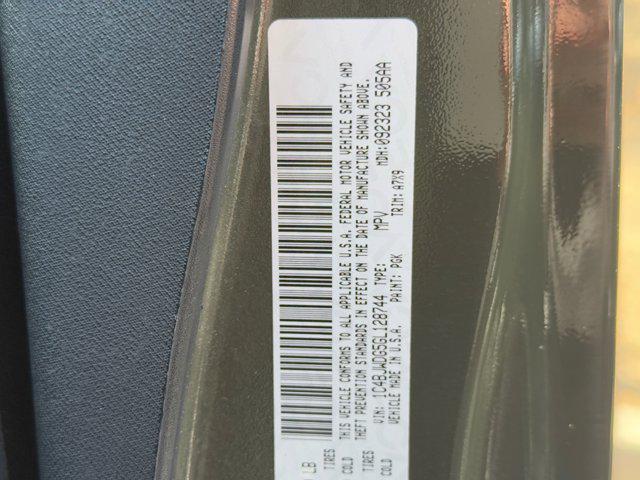 LB
TIRES
COLD
TIRES
COLD
THIS VEHICLE CONFORMS TO ALL APPLICABLE U.S.A. FEDERAL MOTOR VEHICLE SAFETY AND
THEFT PREVENTION STANDARDS IN EFFECT ON THE DATE OF MANUFACTURE SHOWN ABOVE.
VIN: 1C4BJWDG5GL128744 TYPE: MPV MDH:092323 505AA
VEHICLE MADE IN U.S.A. PAINT: PGK TRIM: A7X9